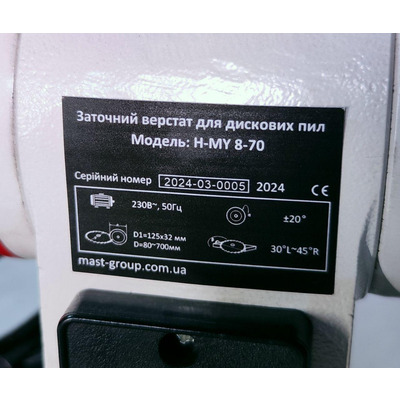 Заточний верстат для дискових пил
Модель: H-MY 8-70
Серійний номер 2024-03-0005 2024 CE
230В~, 50Гц
±20°
D1=125x32 мм
D=80~700мм
30°L~45°R
mast-group.com.ua